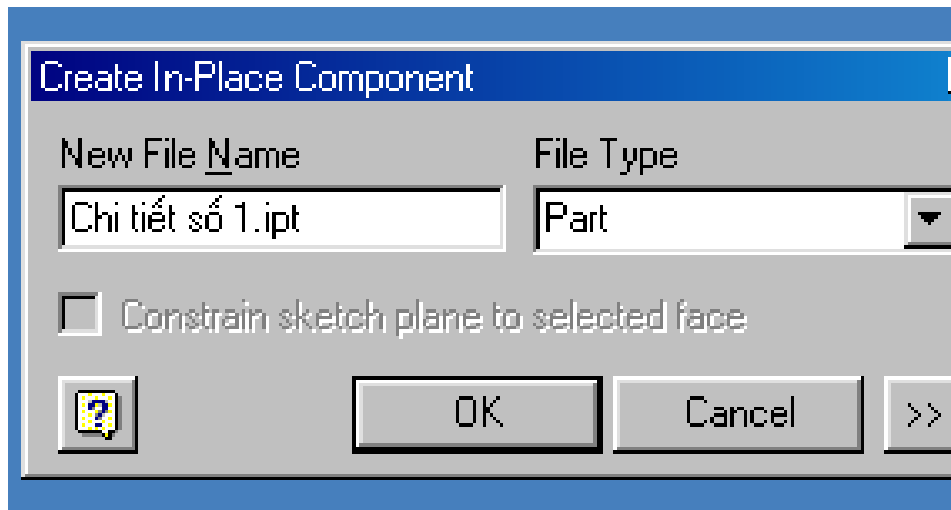 Create In-Place Component
New File Name
File Type
Chi tiết số 1.ipt
Part
Constrain sketch plane to selected face
?
OK
Cancel
>>